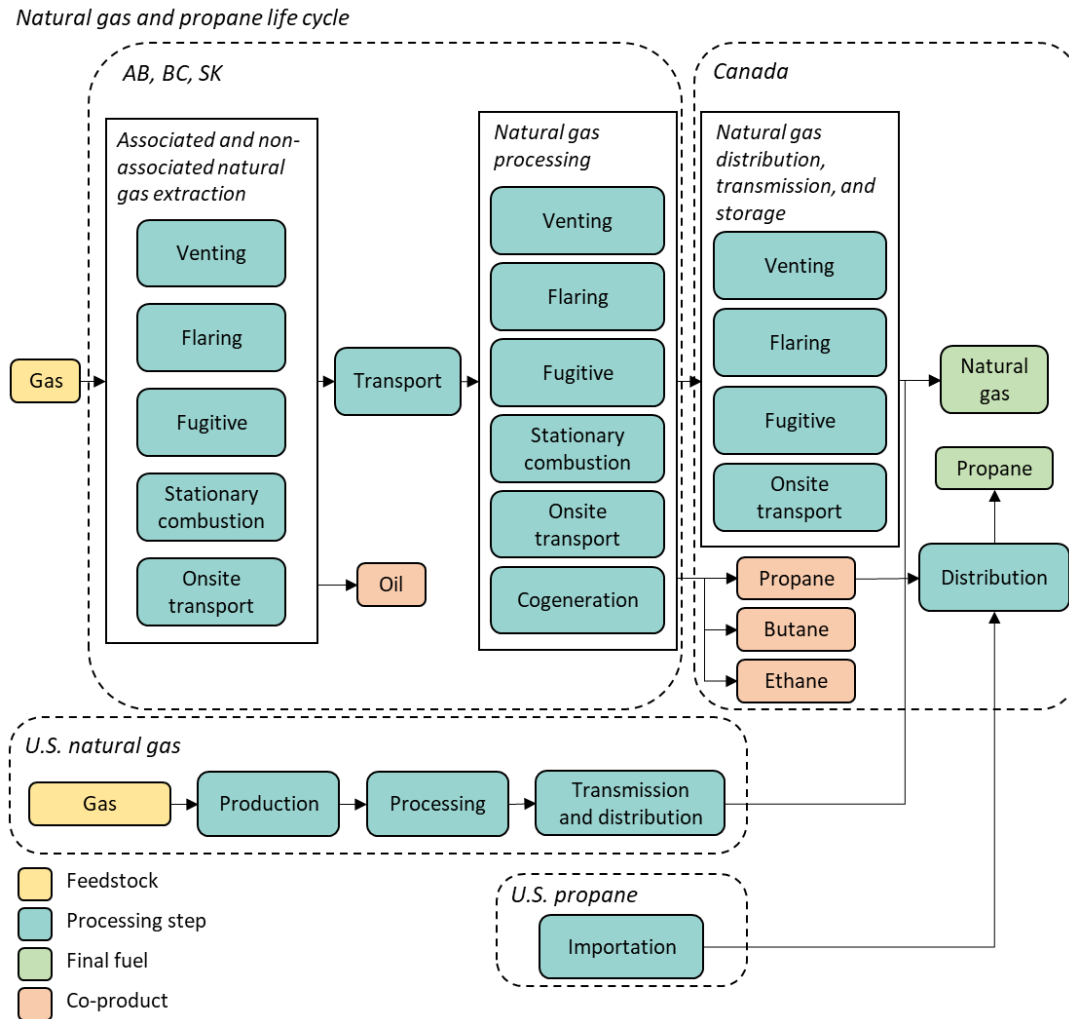 Natural gas and propane life cycle
AB, BC, SK
Associated and non-
associated natural
gas extraction
Venting
Flaring
Fugitive
Stationary
combustion
Onsite
transport
Gas
Transport
Oil
Natural gas
processing
Venting
Flaring
Fugitive
Stationary
combustion
Onsite
transport
Cogeneration
Canada
Natural gas
distribution,
transmission, and
storage
Venting
Flaring
Fugitive
Onsite
transport
Natural
gas
Propane
Distribution
Propane
Butane
Ethane
U.S. natural gas
Gas
Production
Processing
Transmission
and distribution
U.S. propane
Importation
Feedstock
Processing step
Final fuel
Co-product